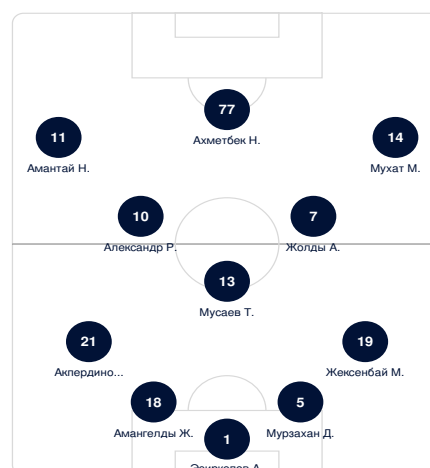 77
Ахметбек Н.
11
Амантай Н.
14
Мухат М.
10
Александр Р.
7
Жолды А.
13
Мусаев Т.
21
Акпердино...
19
Жексенбай М.
18
Амангелды Ж.
5
Мурзахан Д.
1